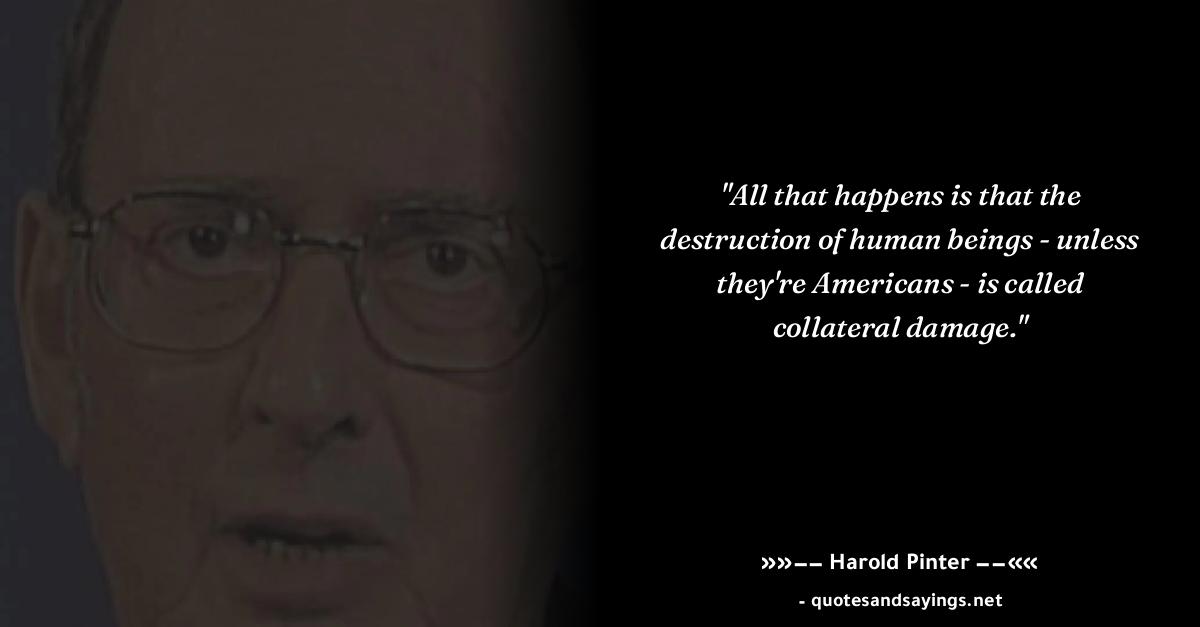 "All that happens is that the
destruction of human beings - unless
they're Americans - is called
collateral damage."
»»—— Harold Pinter ——««
- quotesandsayings.net